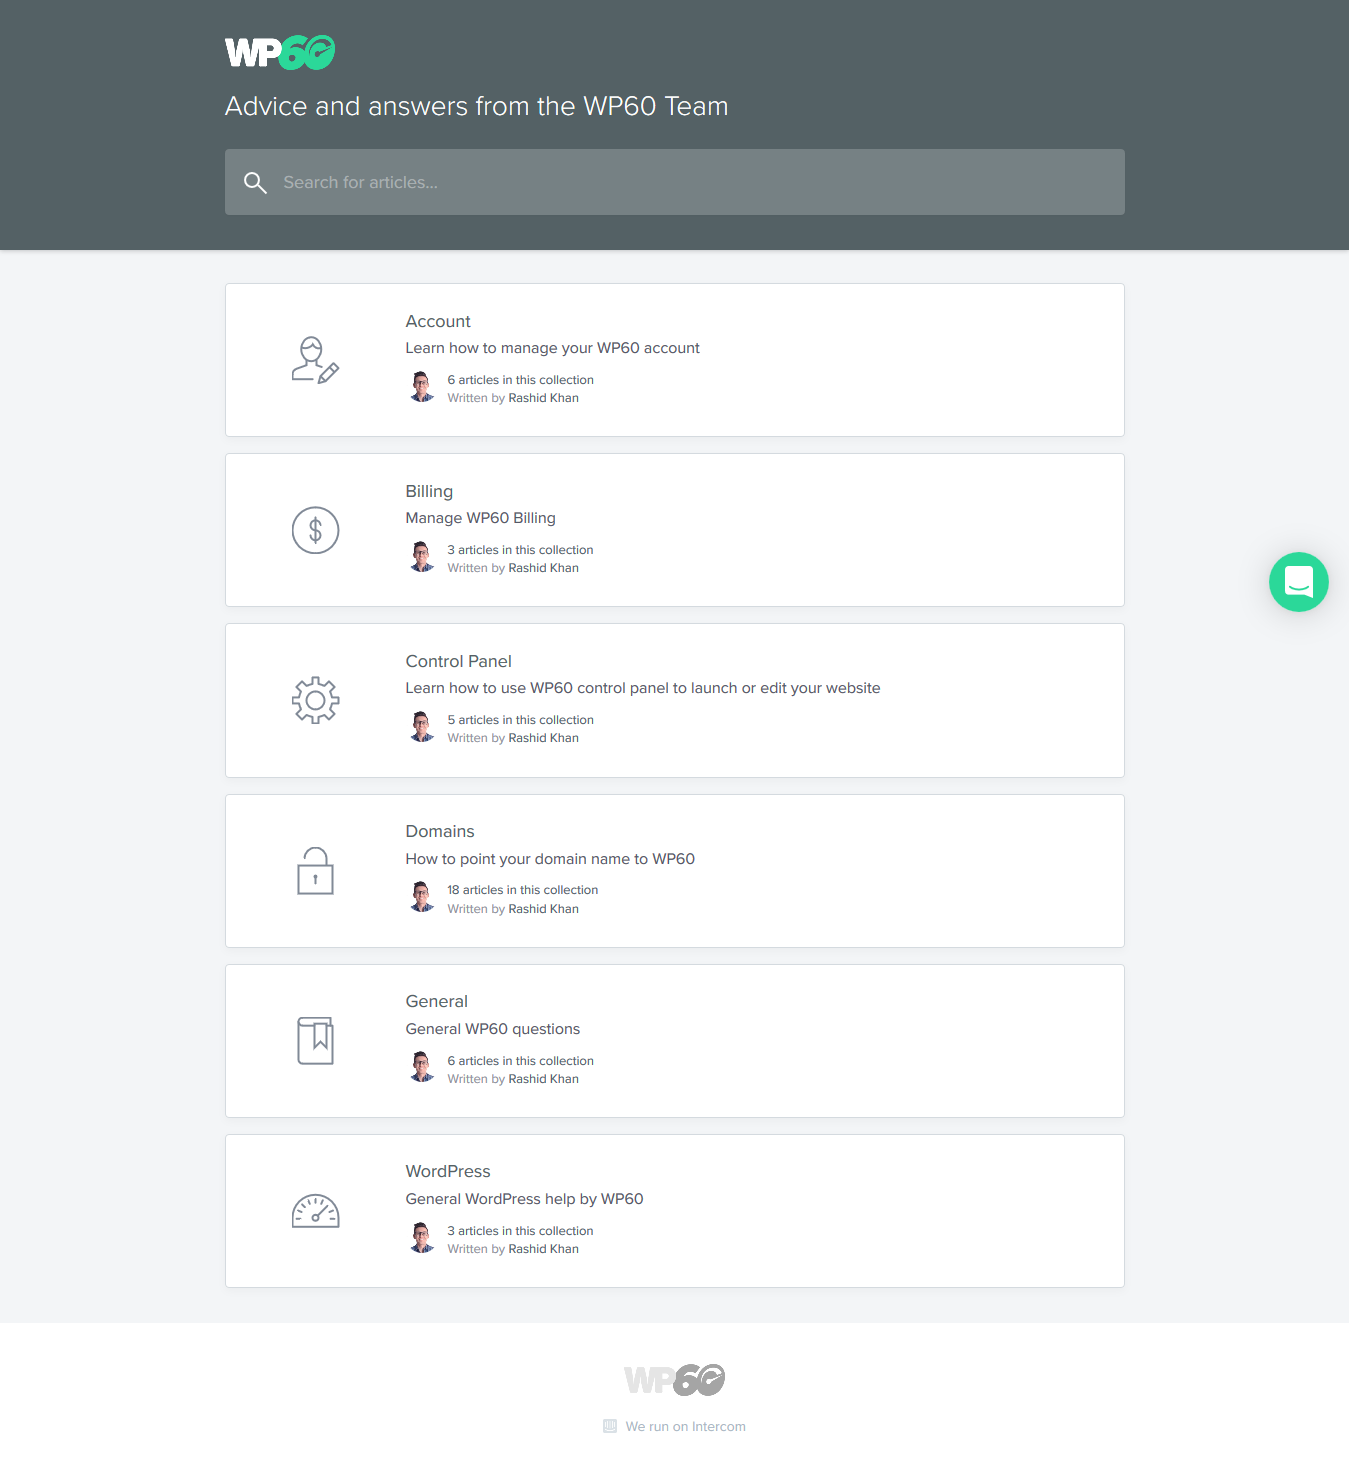 WP60
Advice and answers from the WP60 Team
Search for articles...
Account
Learn how to manage your WP60 account
6 articles in this collection
Written by Rashid Khan
Billing
Manage WP60 Billing
3 articles in this collection
Written by Rashid Khan
Control Panel
Learn how to use WP60 control panel to launch or edit your website
5 articles in this collection
Written by Rashid Khan
Domains
How to point your domain name to WP60
18 articles in this collection
Written by Rashid Khan
General
General WP60 questions
6 articles in this collection
Written by Rashid Khan
WordPress
General WordPress help by WP60
3 articles in this collection
Written by Rashid Khan
WP60
We run on Intercom